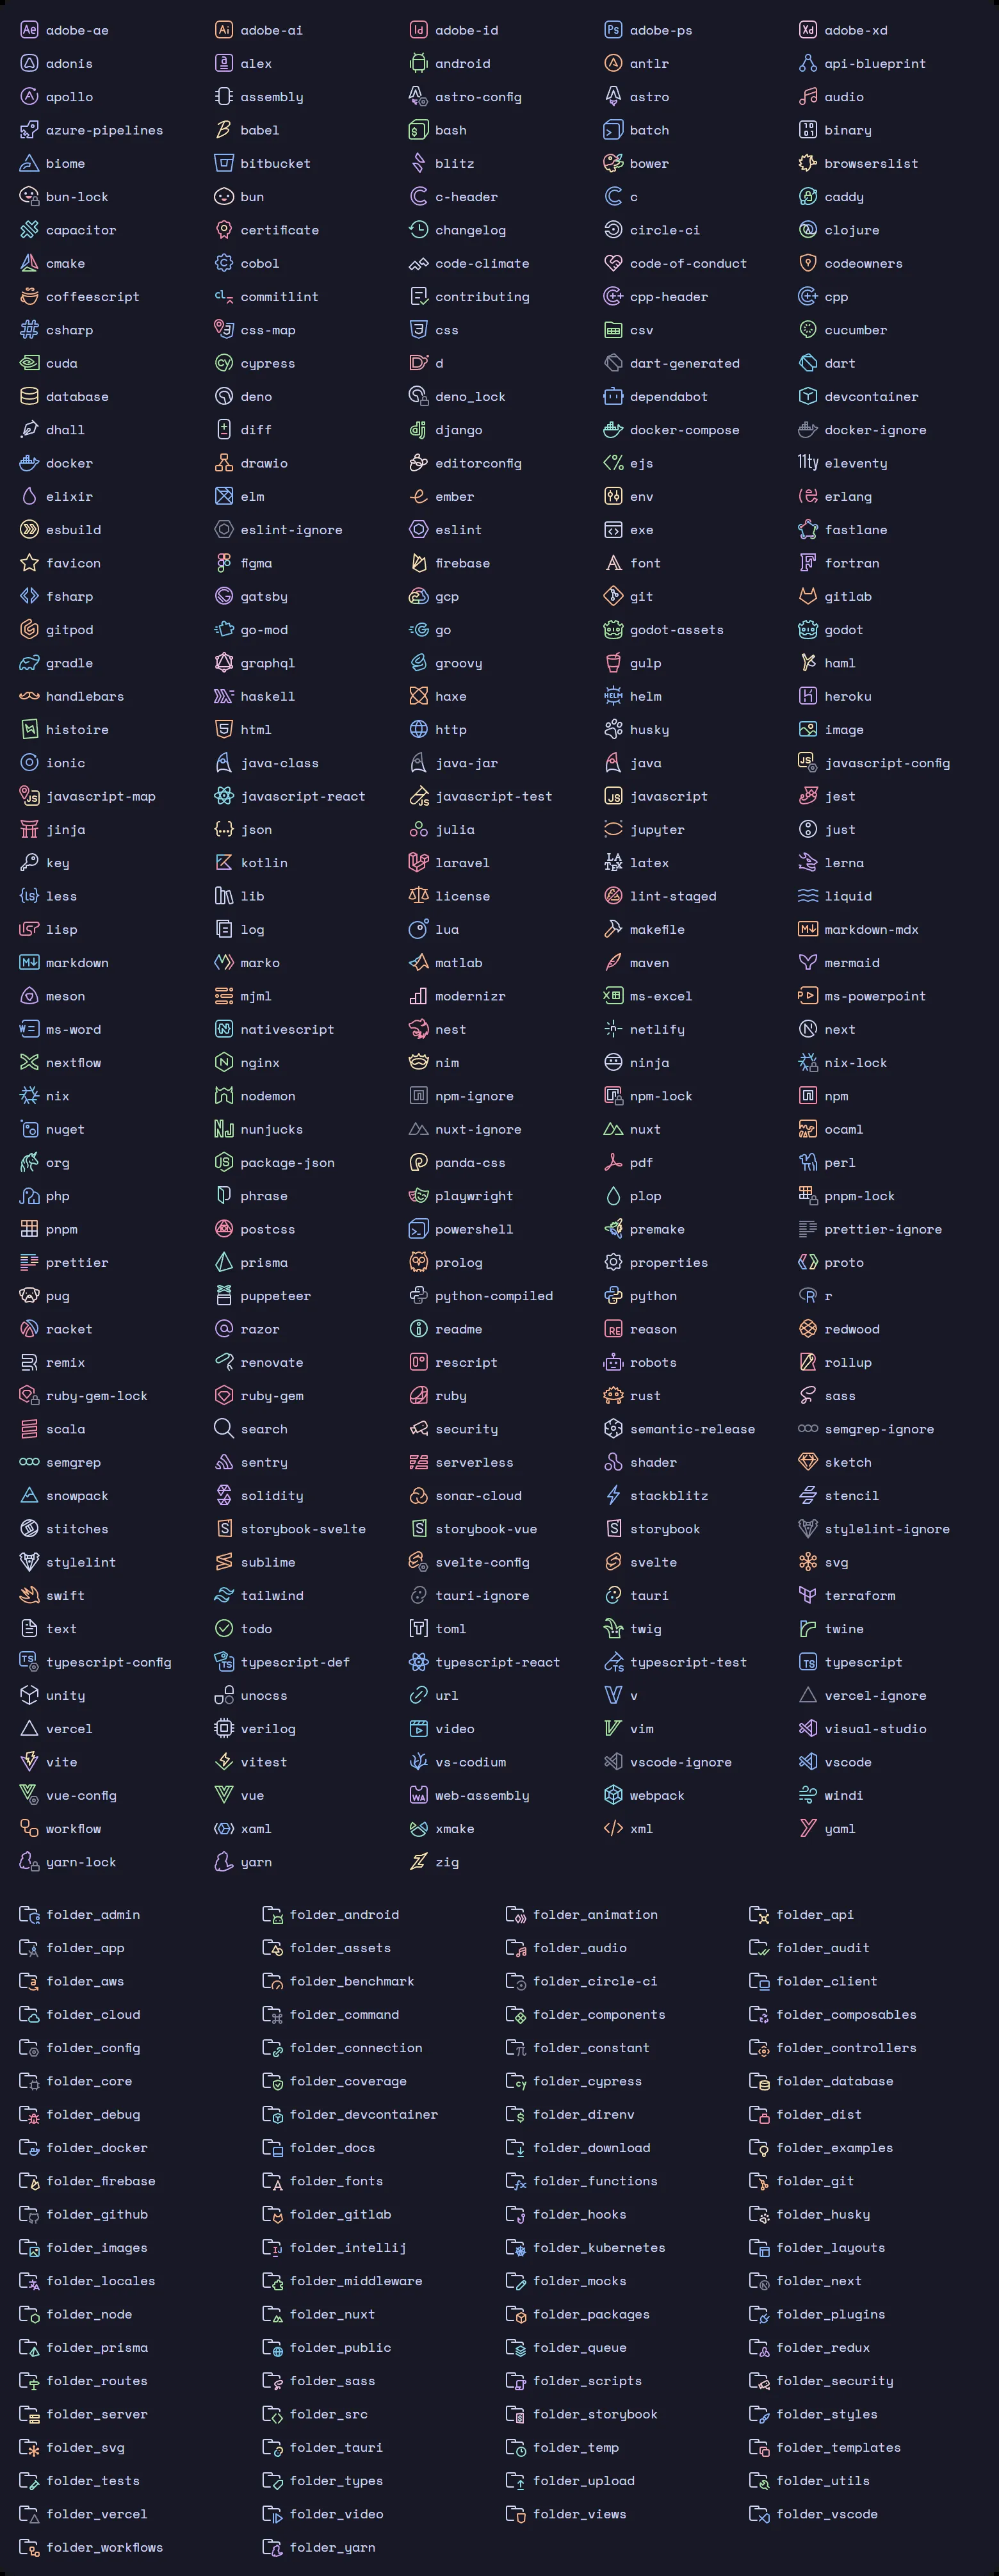 adobe-ae adobe-ai adobe-id adobe-ps adobe-xd
adonis alex android antlr api-blueprint
apollo assembly astro-config astro audio
azure-pipelines babel bash batch binary
biome bitbucket blitz bower browserslist
bun-lock bun c-header c caddy
capacitor certificate changelog circle-ci clojure
cmake cobol code-climate code-of-conduct codeowners
coffeescript commitlint contributing cpp-header cpp
csharp css-map css csv cucumber
cuda cypress d dart-generated dart
database deno deno_lock dependabot devcontainer
dhall diff django docker-compose docker-ignore
docker drawio editorconfig ejs eleventy
elixir elm ember env erlang
esbuild eslint-ignore eslint exe fastlane
favicon figma firebase font fortran
fsharp gatsby gcp git gitlab
gitpod go-mod go godot-assets godot
gradle graphql groovy gulp haml
handlebars haskell haxe helm heroku
histoire html http husky image
ionic java-class java-jar java javascript-config
javascript-map javascript-react javascript-test javascript jest
jinja json julia jupyter just
key kotlin laravel latex lerna
less lib license lint-staged liquid
lisp log lua makefile markdown-mdx
markdown marko matlab maven mermaid
meson mjml modernizr ms-excel ms-powerpoint
ms-word nativescript nest netlify next
nextflow nginx nim ninja nix-lock
nix nodemon npm-ignore npm-lock npm
nuget nunjucks nuxt-ignore nuxt ocaml
org package-json panda-css pdf perl
php phrase playwright plop pnpm-lock
pnpm postcss powershell premake prettier-ignore
prettier prisma prolog properties proto
pug puppeteer python-compiled python r
racket razor readme reason redwood
remix renovate rescript robots rollup
ruby-gem-lock ruby-gem ruby rust sass
scala search security semantic-release semgrep-ignore
semgrep sentry serverless shader sketch
snowpack solidity sonar-cloud stackblitz stencil
stitches storybook-svelte storybook-vue storybook stylelint-ignore
stylelint sublime svelte-config svelte svg
swift tailwind tauri-ignore tauri terraform
text todo toml twig twine
typescript-config typescript-def typescript-react typescript-test typescript
unity unocss url v vercel-ignore
vercel verilog video vim visual-studio
vite vitest vs-codium vscode-ignore vscode
vue-config vue web-assembly webpack windi
workflow xaml xmake xml yaml
yarn-lock yarn zig
folder_admin folder_android folder_animation folder_api
folder_app folder_assets folder_audio folder_audit
folder_aws folder_benchmark folder_circle-ci folder_client
folder_cloud folder_command folder_components folder_composables
folder_config folder_connection folder_constant folder_controllers
folder_core folder_coverage folder_cypress folder_database
folder_debug folder_devcontainer folder_direnv folder_dist
folder_docker folder_docs folder_download folder_examples
folder_firebase folder_fonts folder_functions folder_git
folder_github folder_gitlab folder_hooks folder_husky
folder_images folder_intellij folder_kubernetes folder_layouts
folder_locales folder_middleware folder_mocks folder_next
folder_node folder_nuxt folder_packages folder_plugins
folder_prisma folder_public folder_queue folder_redux
folder_routes folder_sass folder_scripts folder_security
folder_server folder_src folder_storybook folder_styles
folder_svg folder_tauri folder_temp folder_templates
folder_tests folder_types folder_upload folder_utils
folder_vercel folder_video folder_views folder_vscode
folder_workflows folder_yarn